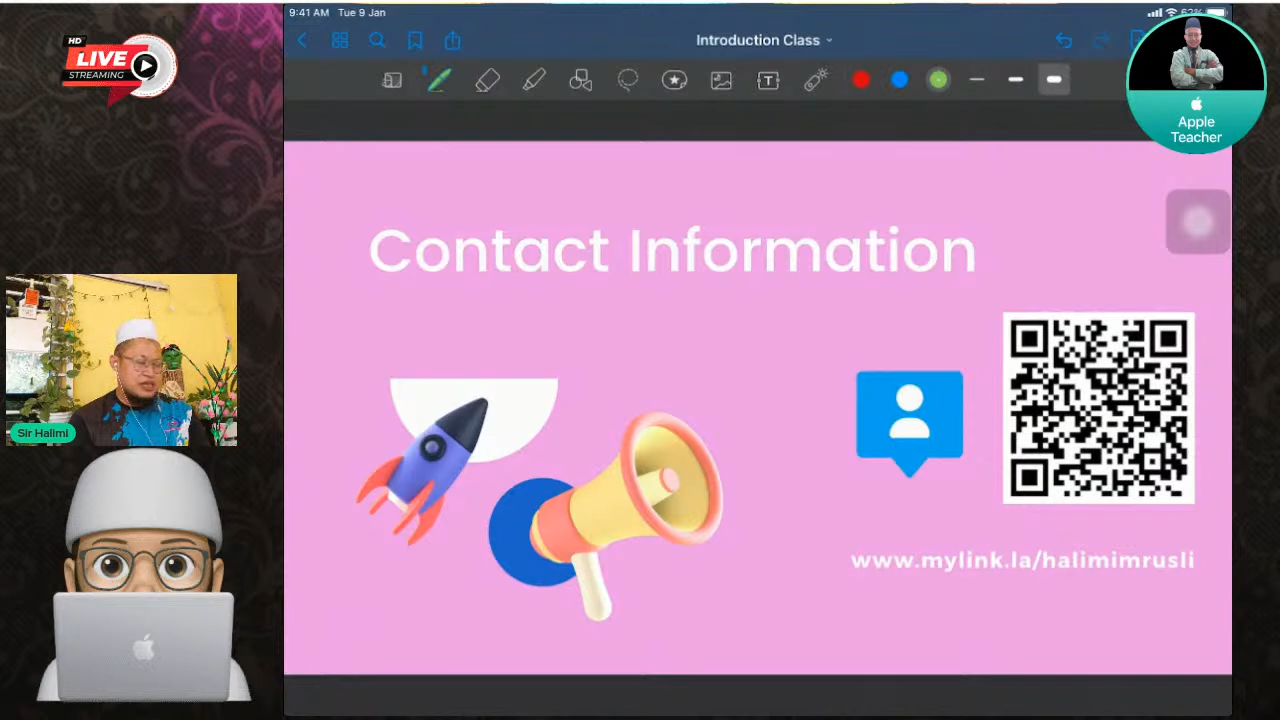 9:41 AM Tue 9 Jan
62%
Introduction Class
HD
LIVE
STREAMING
Apple
Teacher
Contact Information
Sir Halimi
www.mylink.la/halimimrusli